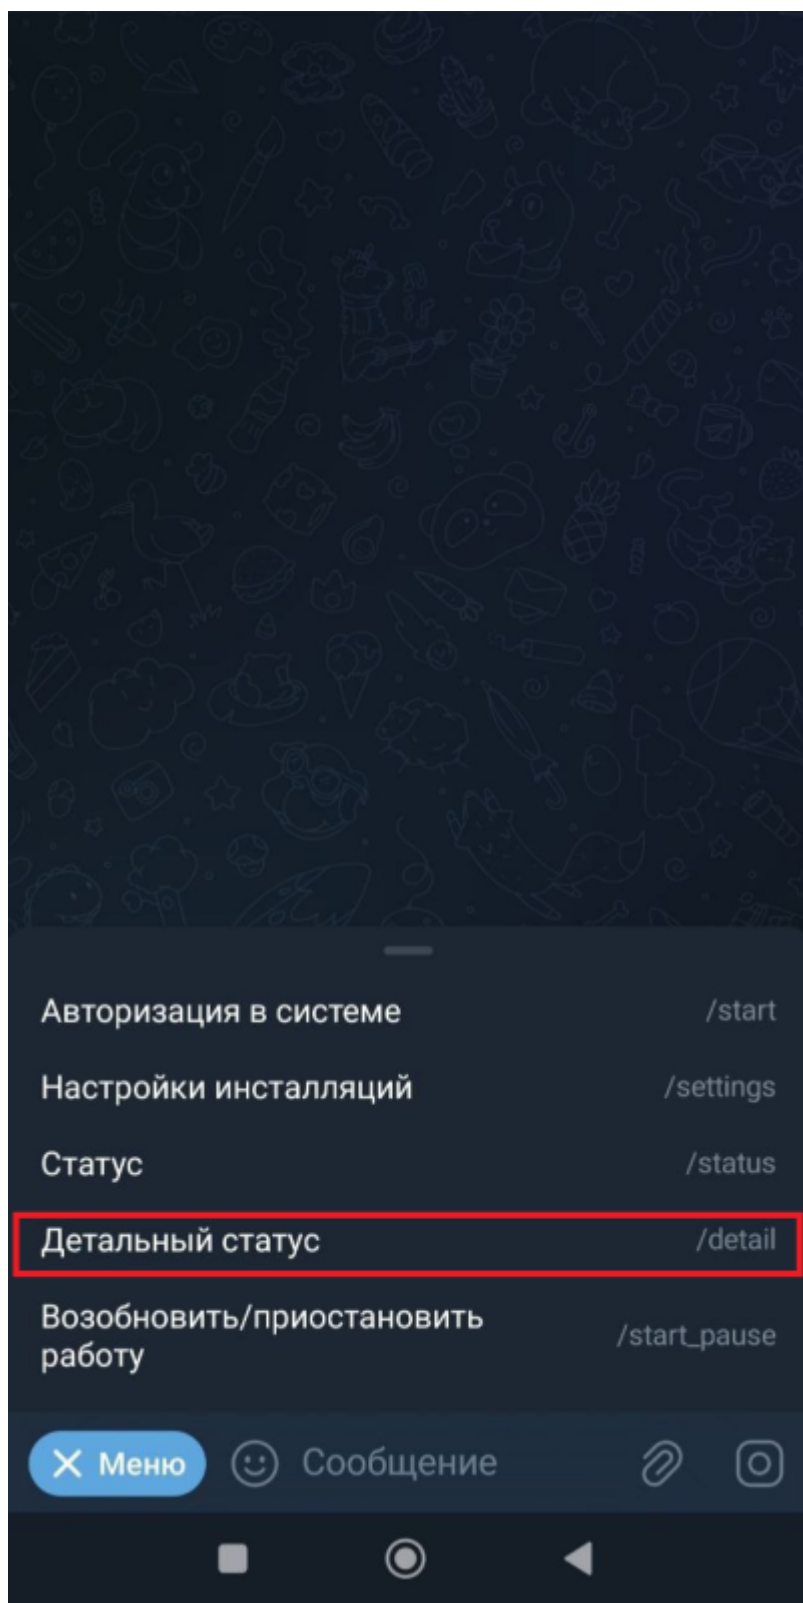 Авторизация в системе /start
Настройки инсталляций /settings
Статус /status
Детальный статус /detail
Возобновить/приостановить
работу /start_pause
Меню Сообщение